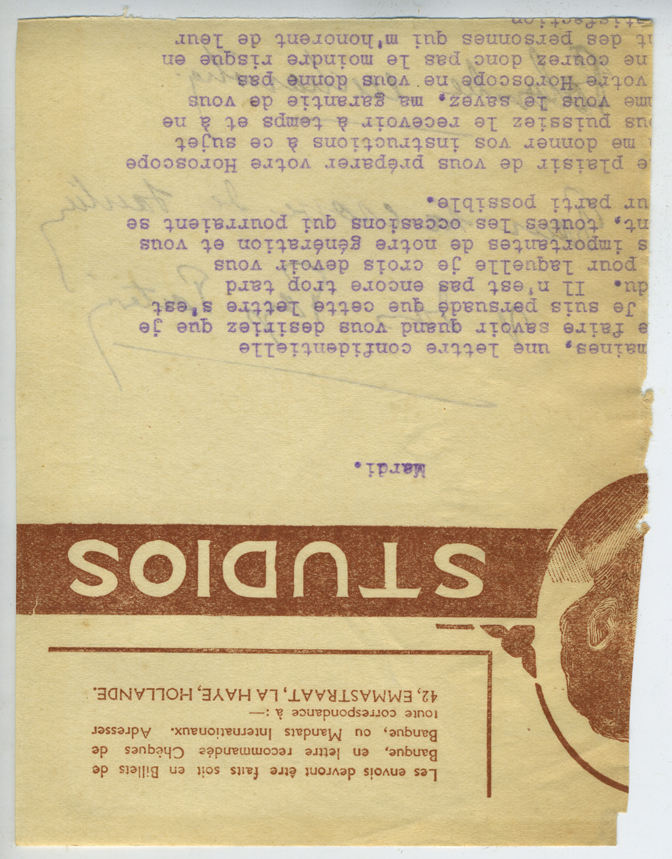 Les envois devront être faits soit en Billets de
Banque, en lettre recommandée Chèques de
Banque, ou Mandats Internationaux. Adresser
toute correspondance à :—
42, EMMASTRAAT, LA HAYE, HOLLANDE.
STUDIOS
Mardi.
maines, une lettre confidentielle
e faire savoir quand vous desiriez que je
Je suis persuadé que cette lettre s'est
du. Il n'est pas encore trop tard
pour laquelle je crois devoir vous
s importantes de notre génération et vous
nt, toutes les occasions qui pourraient se
ur parti possible.
e plaisir de vous préparer votre Horoscope
me donner vos instructions à ce sujet
us puissiez le recevoir à temps et à ne
me vous le savez, ma garantie de vous
votre Horoscope ne vous donne pas
ne courez donc pas le moindre risque en
t des personnes qui m'honorent de leur
atisfaction